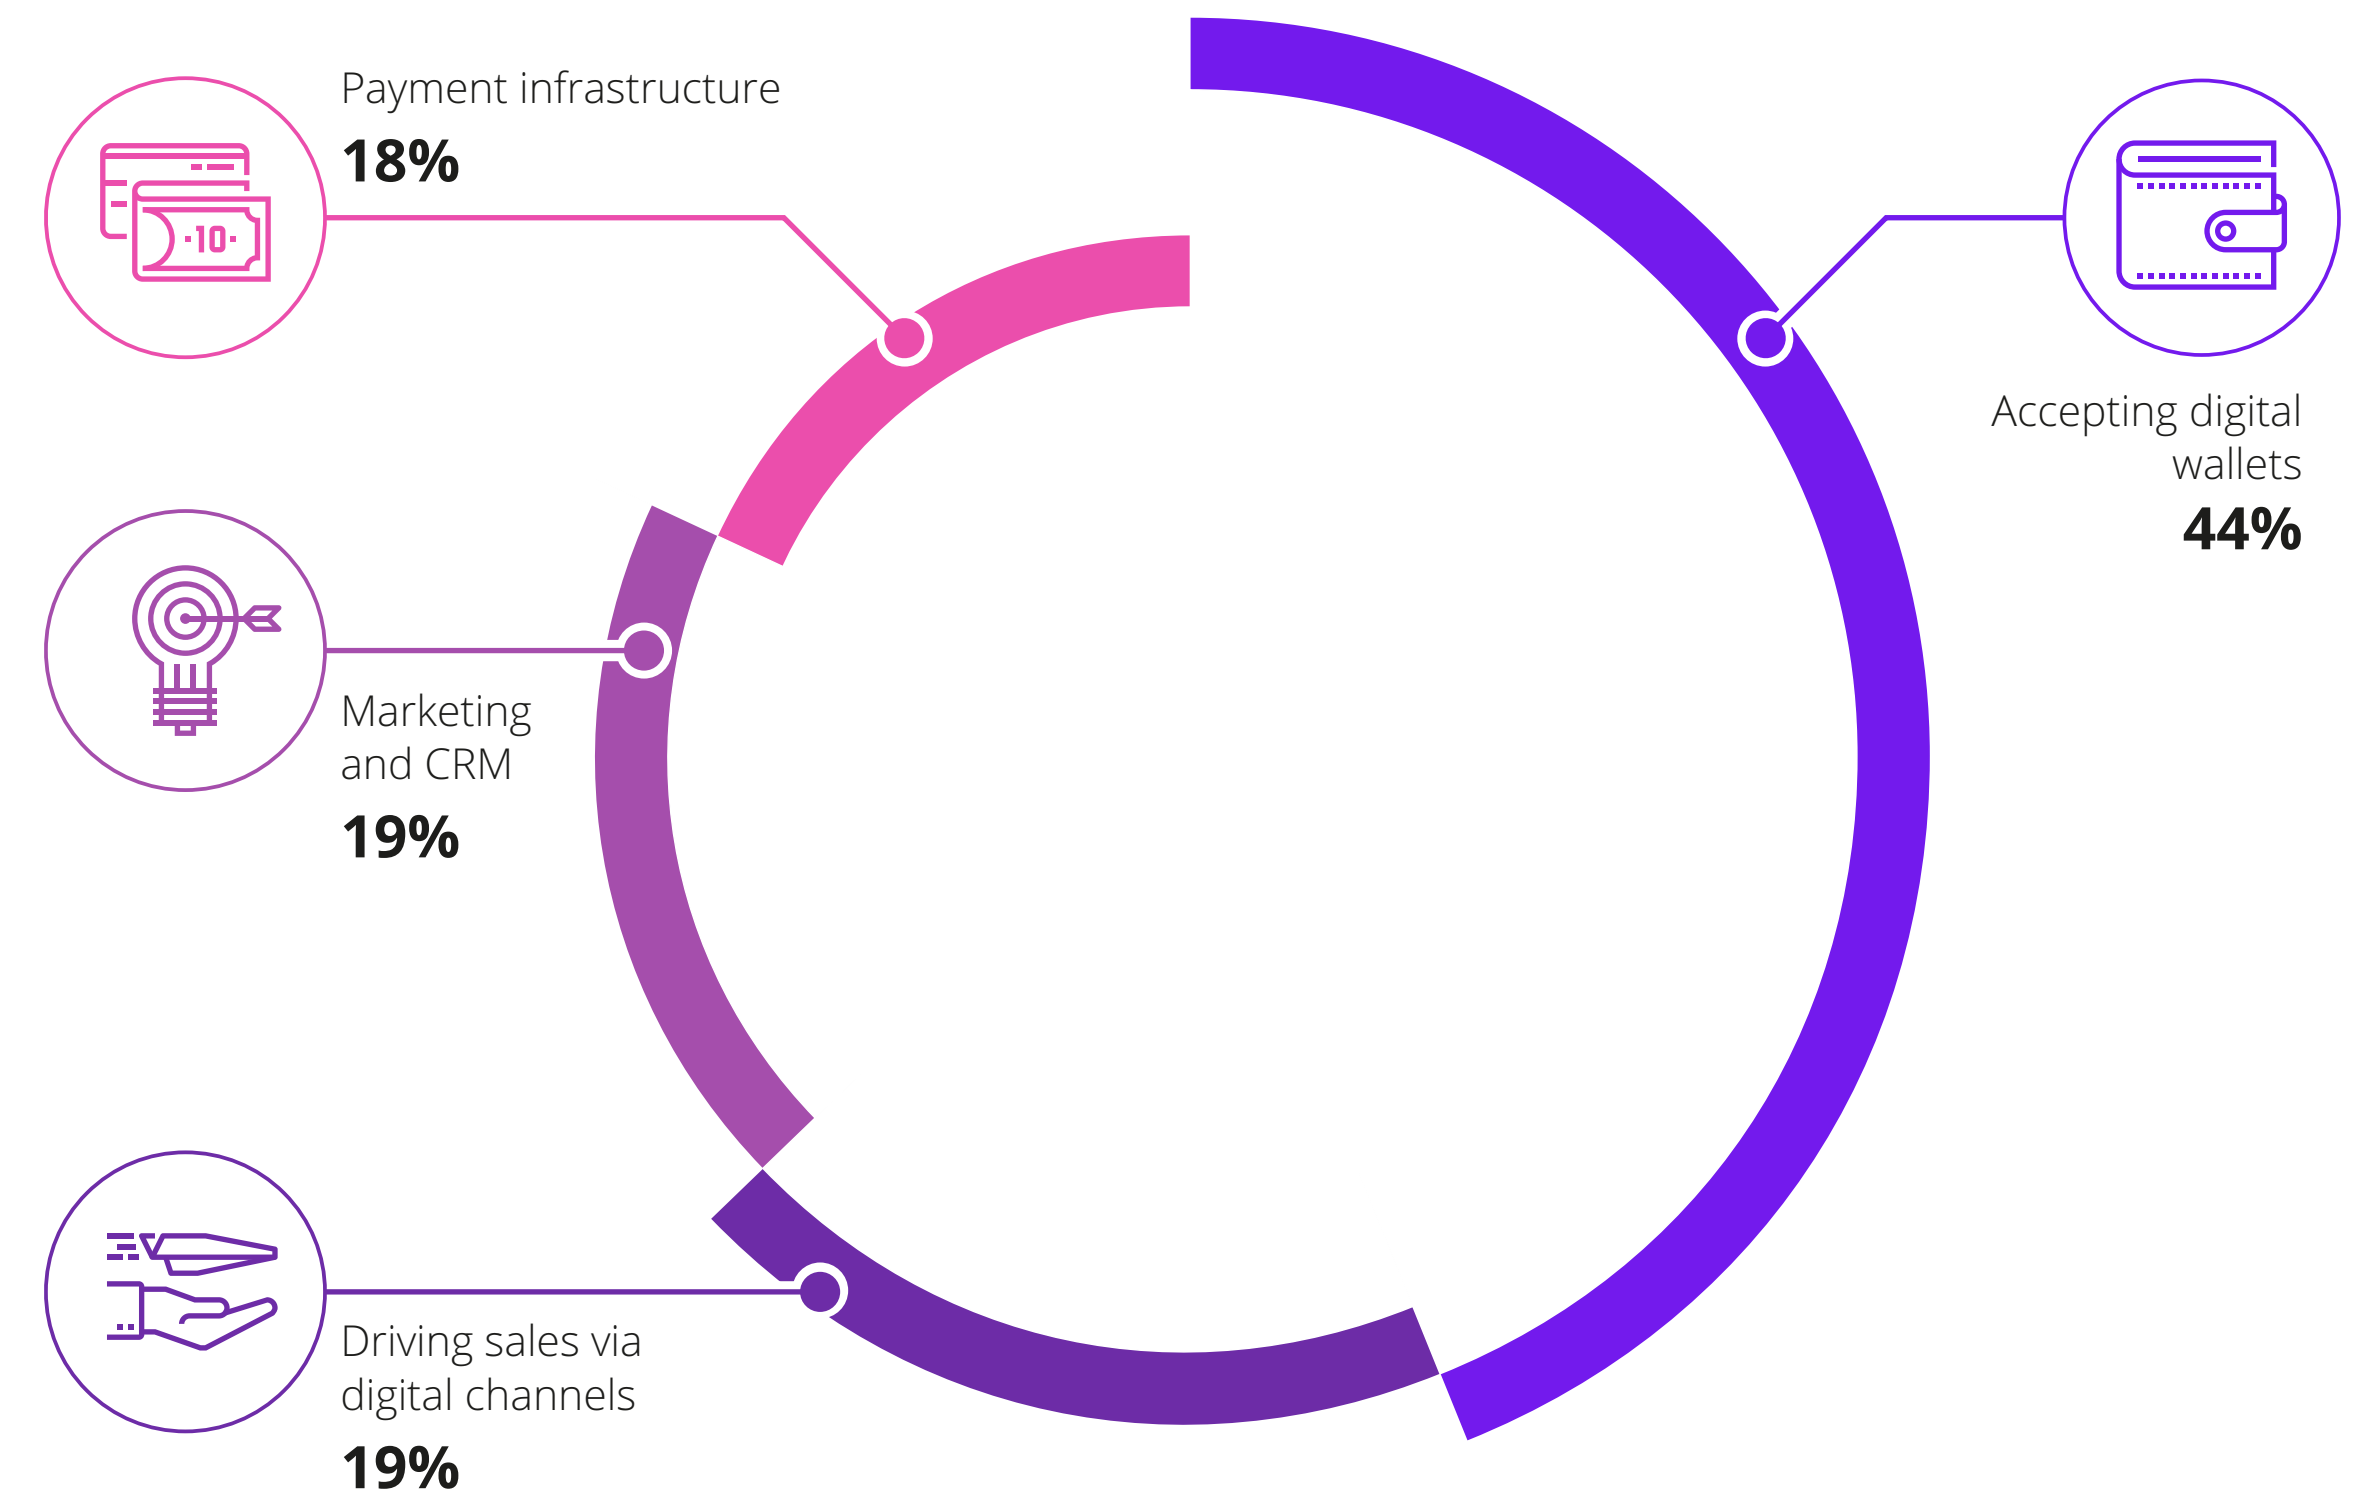 Payment infrastructure
18%
·10·
Accepting digital
wallets
44%
Marketing
and CRM
19%
Driving sales via
digital channels
19%